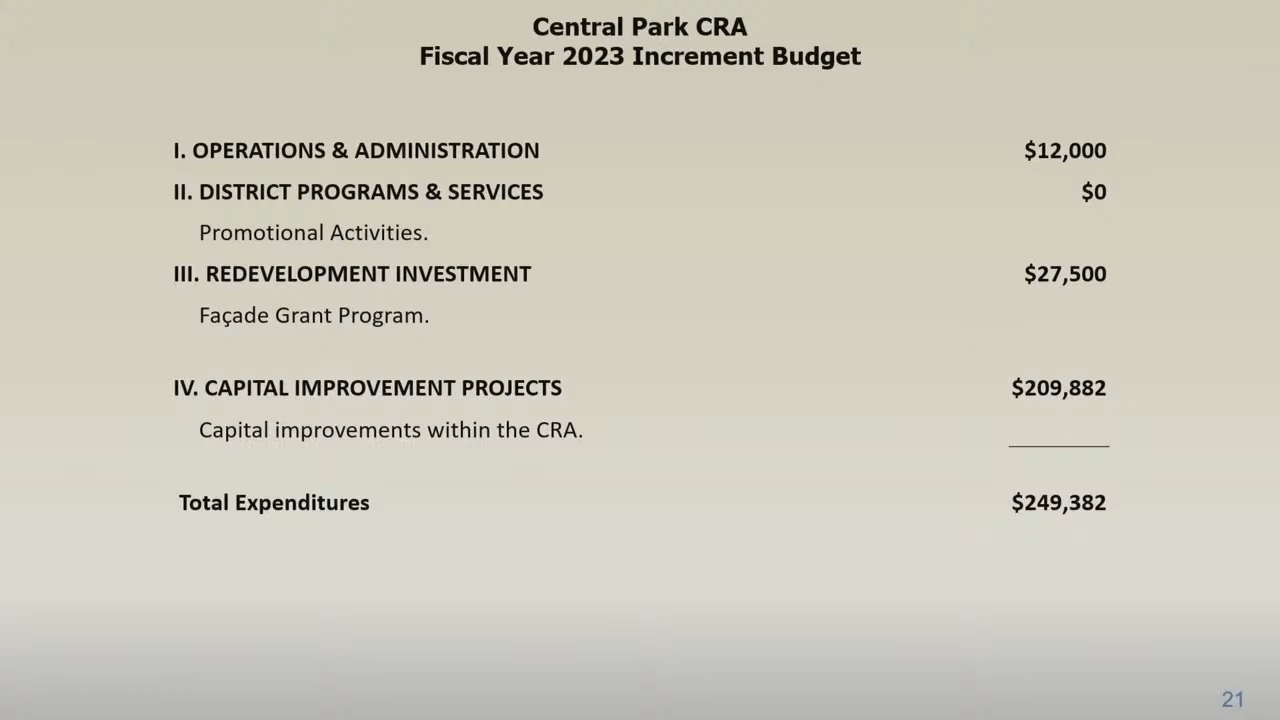 Central Park CRA
Fiscal Year 2023 Increment Budget
I. OPERATIONS & ADMINISTRATION $12,000
II. DISTRICT PROGRAMS & SERVICES $0
Promotional Activities.
III. REDEVELOPMENT INVESTMENT $27,500
Façade Grant Program.
IV. CAPITAL IMPROVEMENT PROJECTS $209,882
Capital improvements within the CRA.
Total Expenditures $249,382
21